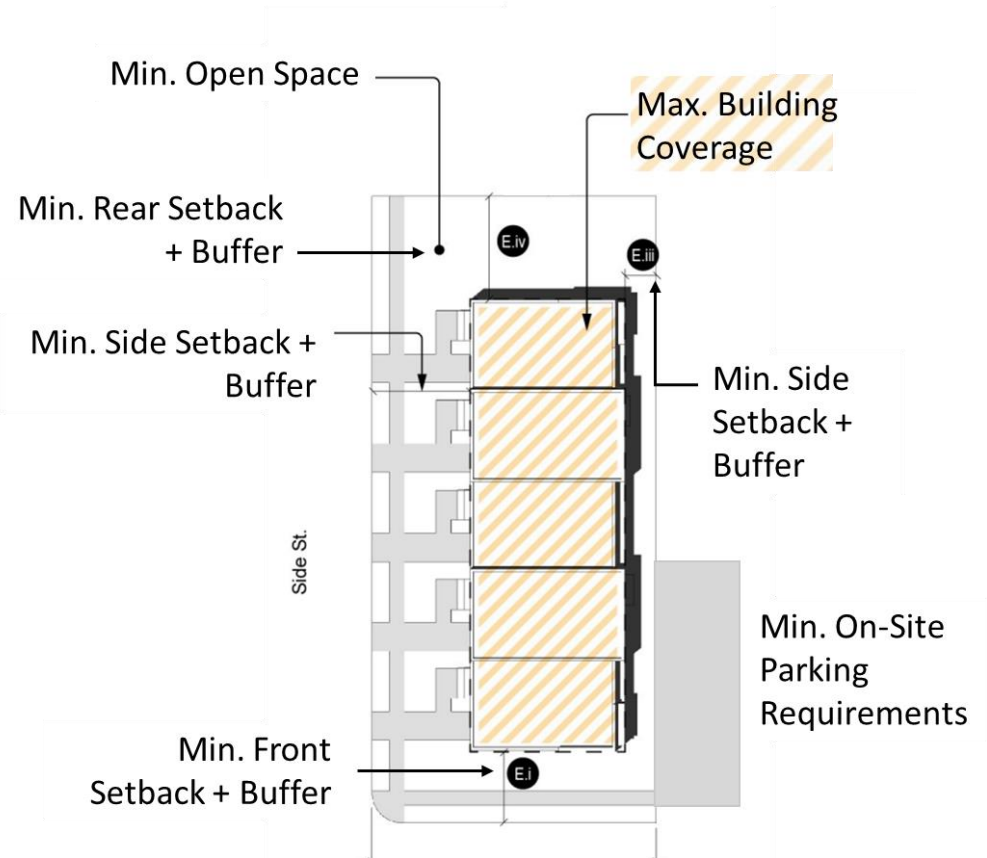 Min. Open Space
Max. Building
Coverage
Min. Rear Setback
+ Buffer
E.iv
E.iii
Min. Side Setback +
Buffer
Min. Side
Setback +
Buffer
Side St.
Min. On-Site
Parking
Requirements
Min. Front
Setback + Buffer
E.i